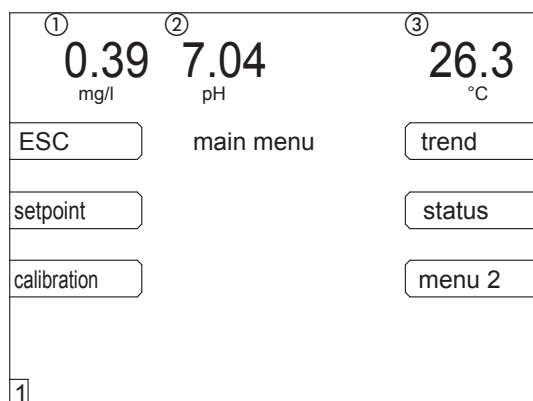 ① ② ③
0.39 7.04 26.3
mg/l pH °C
ESC main menu trend
setpoint status
calibration menu 2
1